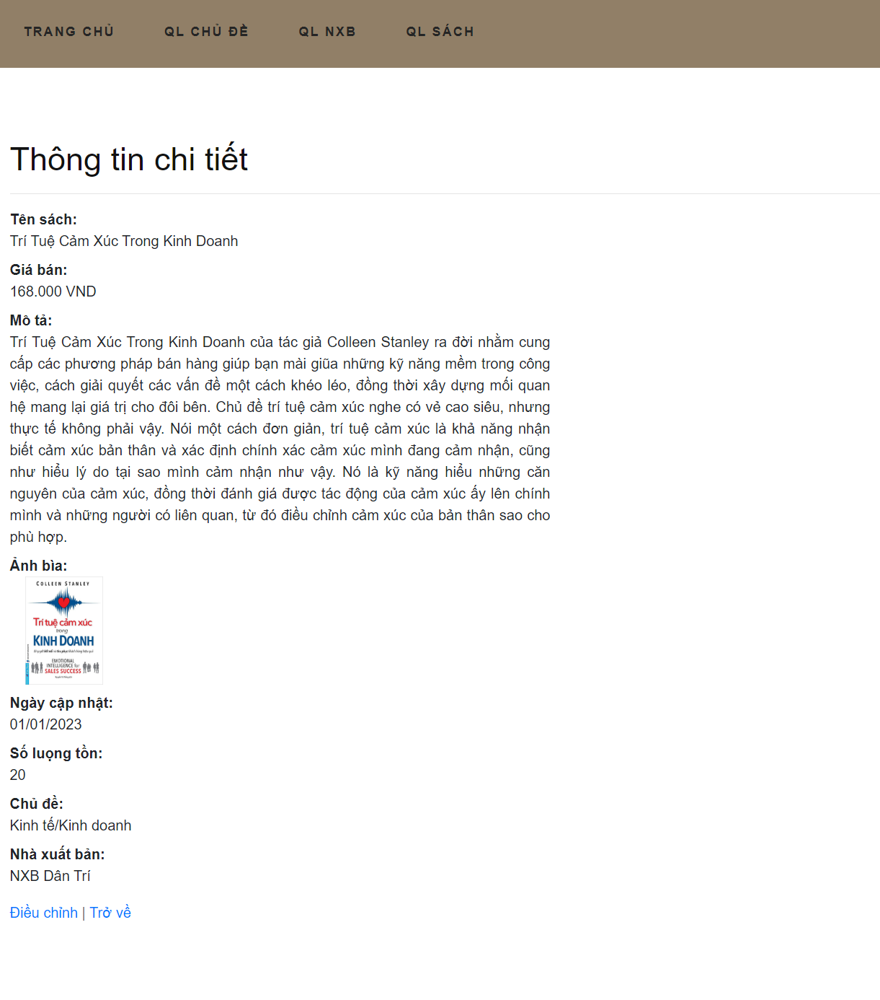 TRANG CHỦ QL CHỦ ĐỀ QL NXB QL SÁCH
Thông tin chi tiết
Tên sách:
Trí Tuệ Cảm Xúc Trong Kinh Doanh
Giá bán:
168.000 VND
Mô tả:
Trí Tuệ Cảm Xúc Trong Kinh Doanh của tác giả Colleen Stanley ra đời nhằm cung
cấp các phương pháp bán hàng giúp bạn mài giũa những kỹ năng mềm trong công
việc, cách giải quyết các vấn đề một cách khéo léo, đồng thời xây dựng mối quan
hệ mang lại giá trị cho đôi bên. Chủ đề trí tuệ cảm xúc nghe có vẻ cao siêu, nhưng
thực tế không phải vậy. Nói một cách đơn giản, trí tuệ cảm xúc là khả năng nhận
biết cảm xúc bản thân và xác định chính xác cảm xúc mình đang cảm nhận, cũng
như hiểu lý do tại sao mình cảm nhận như vậy. Nó là kỹ năng hiểu những căn
nguyên của cảm xúc, đồng thời đánh giá được tác động của cảm xúc ấy lên chính
mình và những người có liên quan, từ đó điều chỉnh cảm xúc của bản thân sao cho
phù hợp.
Ảnh bìa:
COLLEEN STANLEY
Trí tuệ cảm xúc
trong
KINH DOANH
EMOTIONAL
INTELLIGENCE for
SALES SUCCESS
Ngày cập nhật:
01/01/2023
Số luọng tồn:
20
Chủ đề:
Kinh tế/Kinh doanh
Nhà xuất bản:
NXB Dân Trí
Điều chỉnh | Trở về